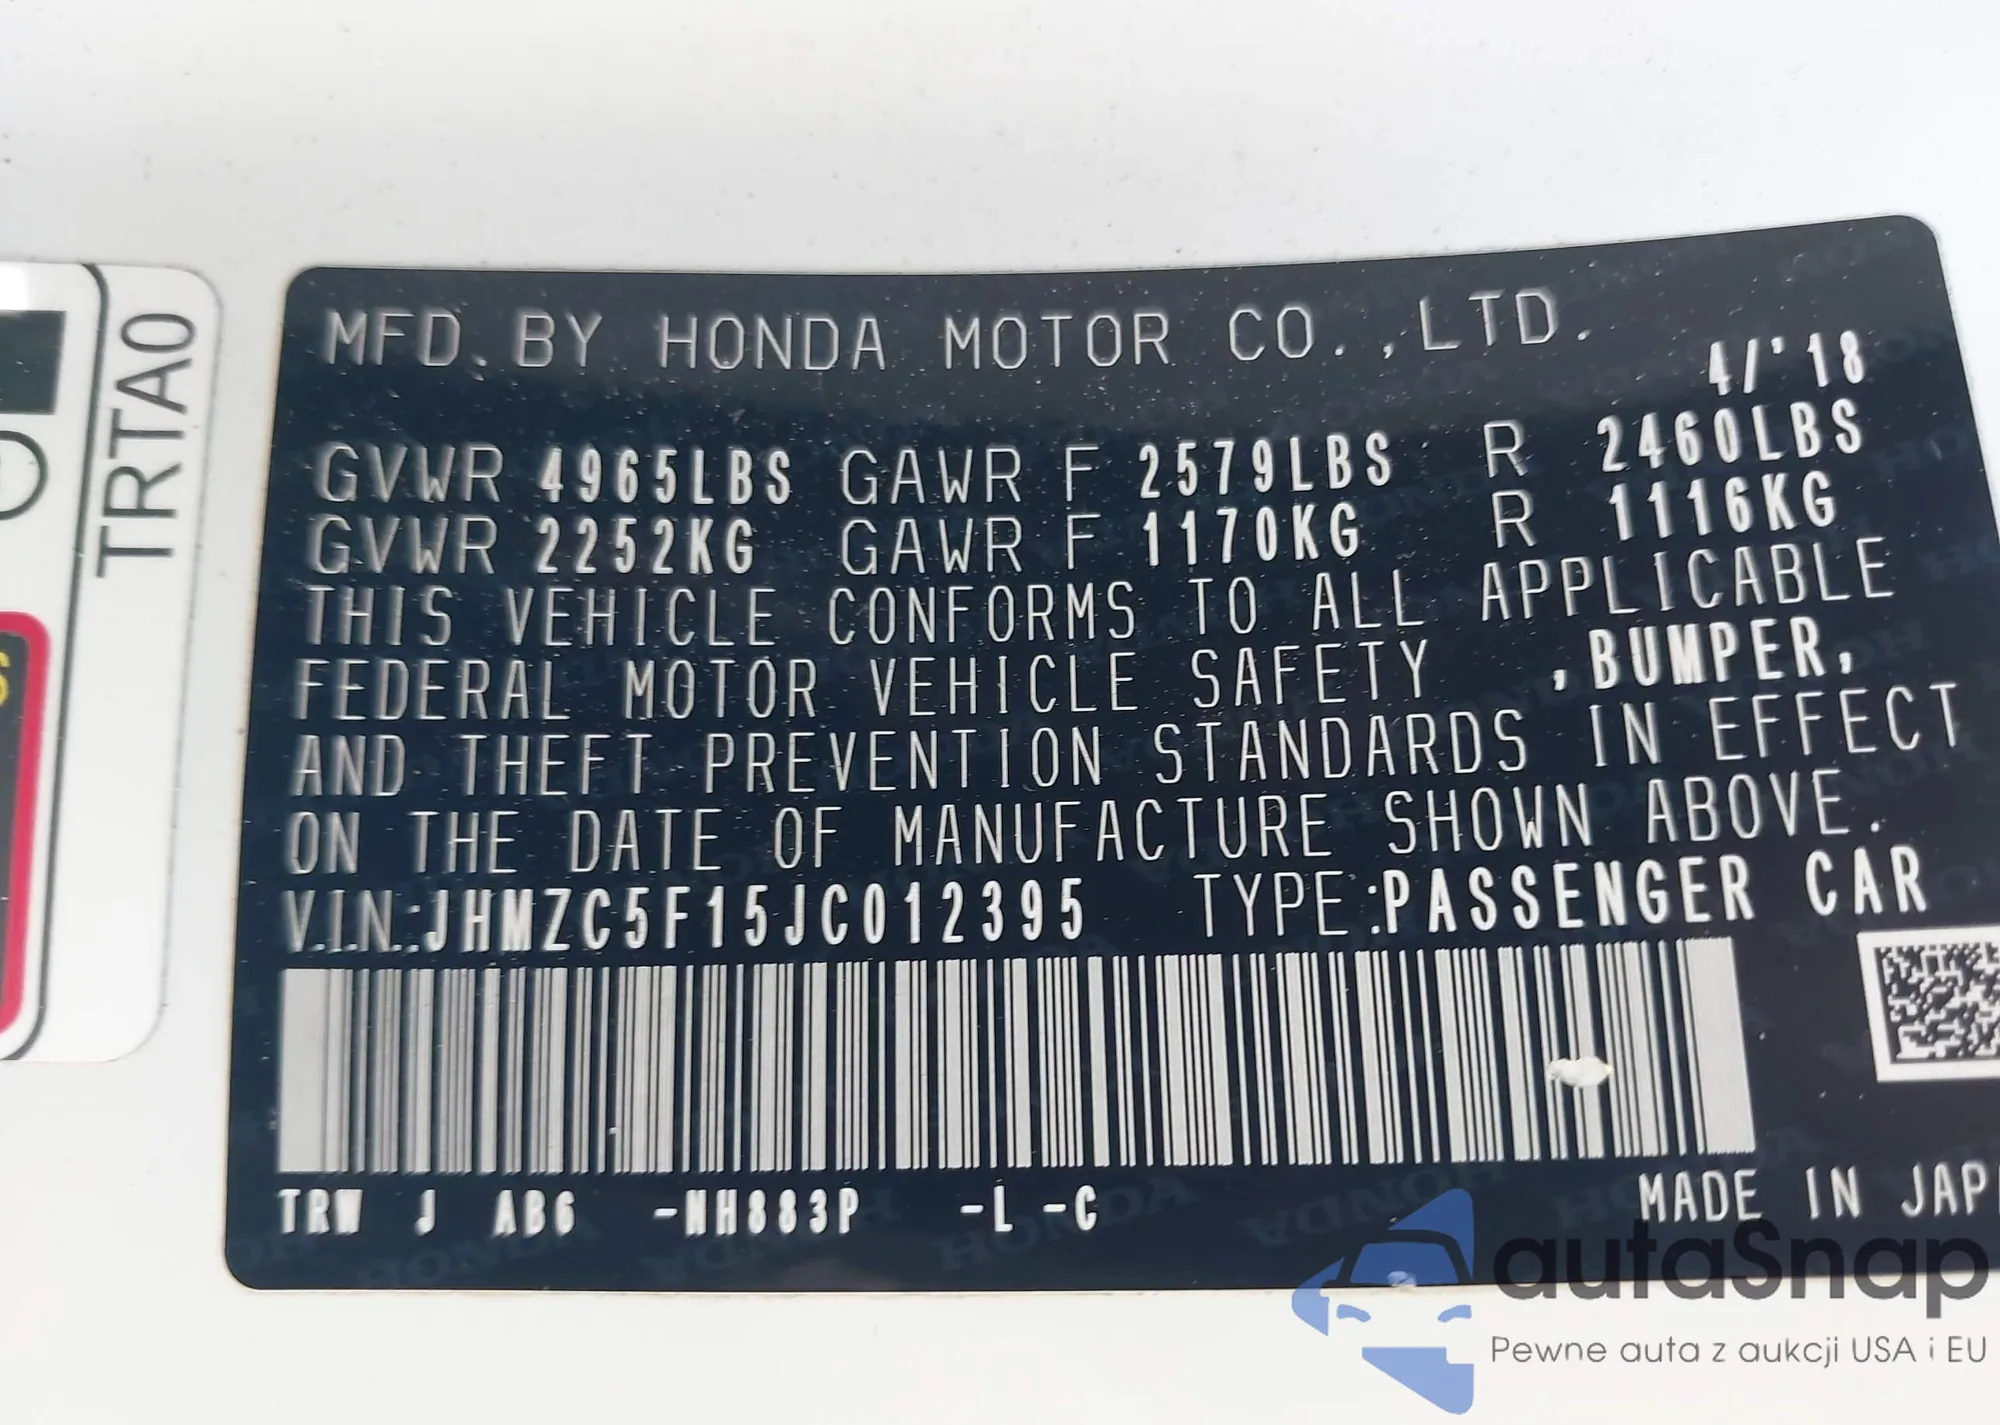 MFD. BY HONDA MOTOR CO.,LTD.
4/'18
GVWR 4965LBS GAWR F 2579LBS R 2460LBS
GVWR 2252KG GAWR F 1170KG R 1116KG
THIS VEHICLE CONFORMS TO ALL APPLICABLE
FEDERAL MOTOR VEHICLE SAFETY ,BUMPER,
AND THEFT PREVENTION STANDARDS IN EFFECT
ON THE DATE OF MANUFACTURE SHOWN ABOVE.
V.I.N.:JHMZC5F15JC012395 TYPE:PASSENGER CAR
TRW J AB6 -NH883P -L -C
MADE IN JAP
TRTA0
autaSnap
Pewne auta z aukcji USA i EU